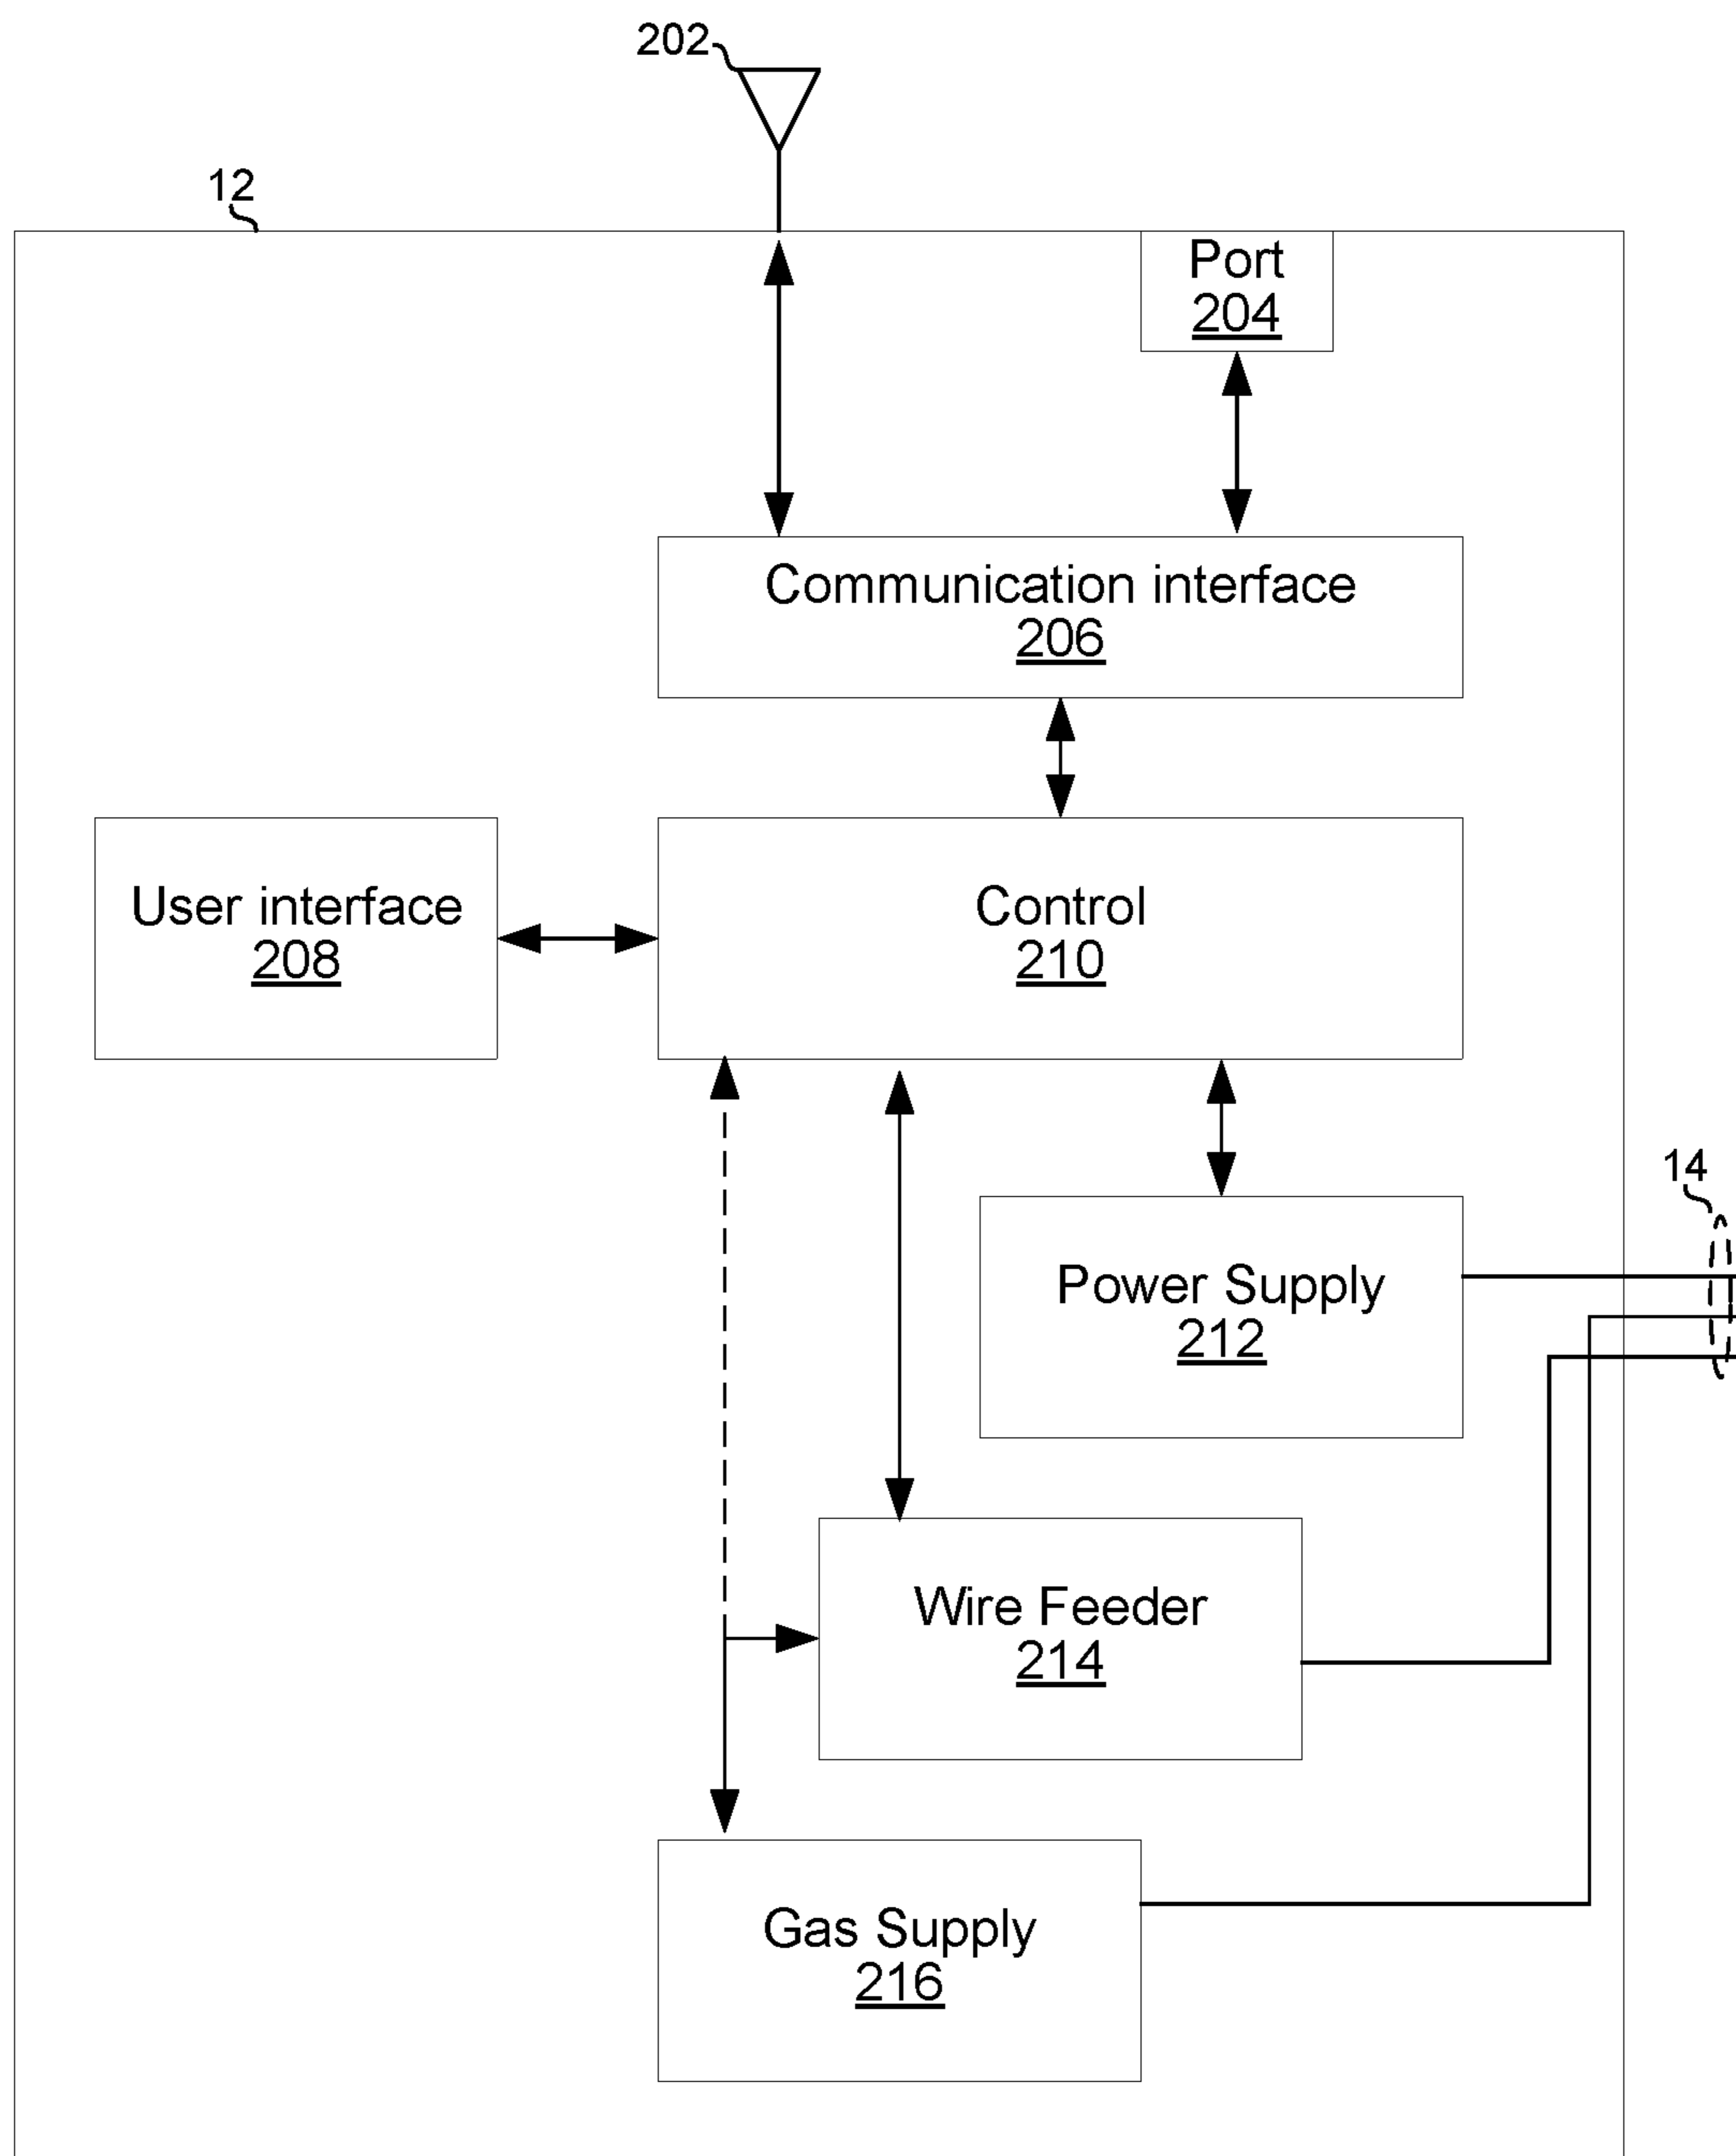 202
12
Port
204
Communication interface
206
User interface
208
Control
210
14
Power Supply
212
Wire Feeder
214
Gas Supply
216